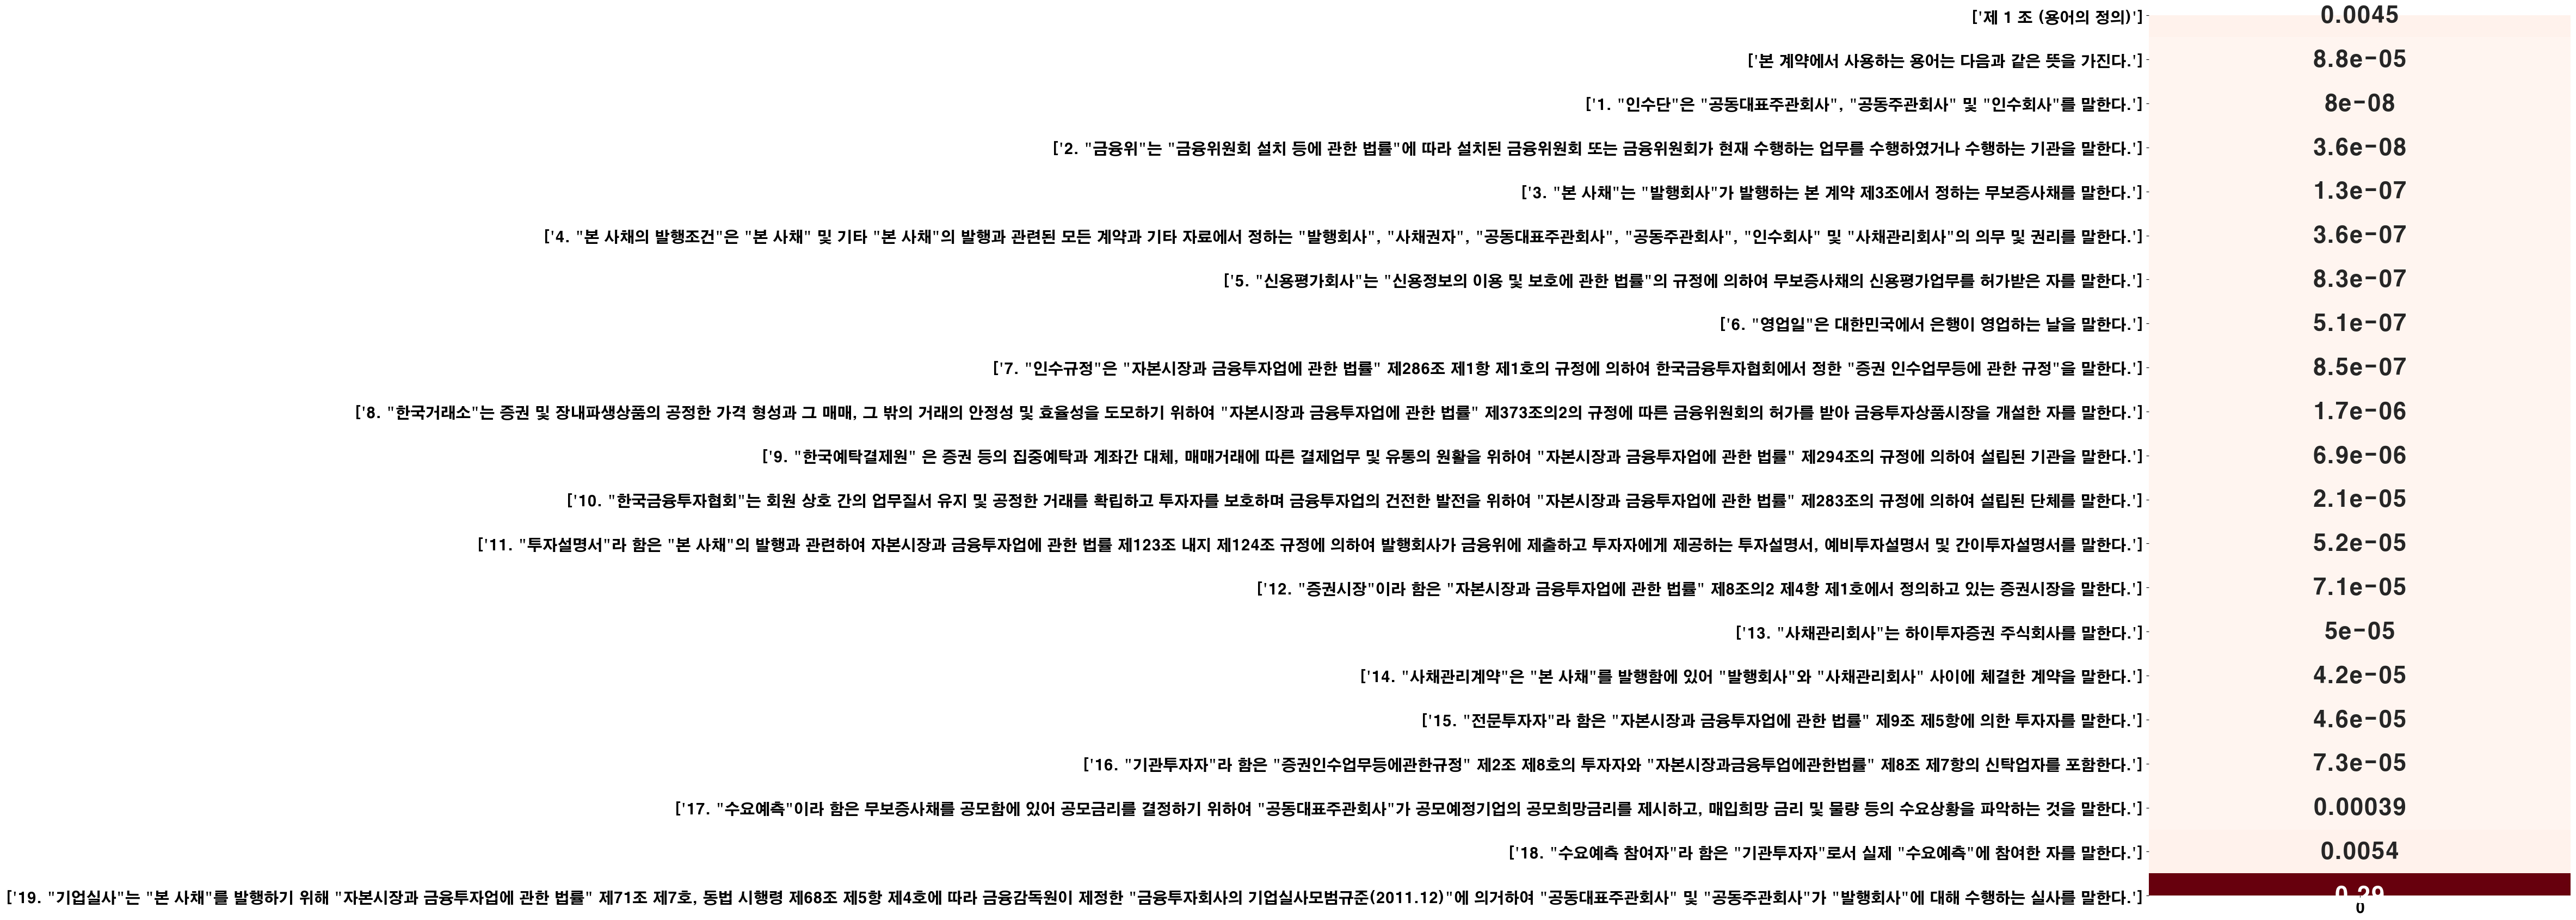 ['제 1 조 (용어의 정의)'] 0.0045
['본 계약에서 사용하는 용어는 다음과 같은 뜻을 가진다.'] 8.8e-05
['1. "인수단"은 "공동대표주관회사", "공동주관회사" 및 "인수회사"를 말한다.'] 8e-08
['2. "금융위"는 "금융위원회 설치 등에 관한 법률"에 따라 설치된 금융위원회 또는 금융위원회가 현재 수행하는 업무를 수행하였거나 수행하는 기관을 말한다.'] 3.6e-08
['3. "본 사채"는 "발행회사"가 발행하는 본 계약 제3조에서 정하는 무보증사채를 말한다.'] 1.3e-07
['4. "본 사채의 발행조건"은 "본 사채" 및 기타 "본 사채"의 발행과 관련된 모든 계약과 기타 자료에서 정하는 "발행회사", "사채권자", "공동대표주관회사", "공동주관회사", "인수회사" 및 "사채관리회사"의 의무 및 권리를 말한다.'] 3.6e-07
['5. "신용평가회사"는 "신용정보의 이용 및 보호에 관한 법률"의 규정에 의하여 무보증사채의 신용평가업무를 허가받은 자를 말한다.'] 8.3e-07
['6. "영업일"은 대한민국에서 은행이 영업하는 날을 말한다.'] 5.1e-07
['7. "인수규정"은 "자본시장과 금융투자업에 관한 법률" 제286조 제1항 제1호의 규정에 의하여 한국금융투자협회에서 정한 "증권 인수업무등에 관한 규정"을 말한다.'] 8.5e-07
['8. "한국거래소"는 증권 및 장내파생상품의 공정한 가격 형성과 그 매매, 그 밖의 거래의 안정성 및 효율성을 도모하기 위하여 "자본시장과 금융투자업에 관한 법률" 제373조의2의 규정에 따른 금융위원회의 허가를 받아 금융투자상품시장을 개설한 자를 말한다.'] 1.7e-06
['9. "한국예탁결제원" 은 증권 등의 집중예탁과 계좌간 대체, 매매거래에 따른 결제업무 및 유통의 원활을 위하여 "자본시장과 금융투자업에 관한 법률" 제294조의 규정에 의하여 설립된 기관을 말한다.'] 6.9e-06
['10. "한국금융투자협회"는 회원 상호 간의 업무질서 유지 및 공정한 거래를 확립하고 투자자를 보호하며 금융투자업의 건전한 발전을 위하여 "자본시장과 금융투자업에 관한 법률" 제283조의 규정에 의하여 설립된 단체를 말한다.'] 2.1e-05
['11. "투자설명서"라 함은 "본 사채"의 발행과 관련하여 자본시장과 금융투자업에 관한 법률 제123조 내지 제124조 규정에 의하여 발행회사가 금융위에 제출하고 투자자에게 제공하는 투자설명서, 예비투자설명서 및 간이투자설명서를 말한다.'] 5.2e-05
['12. "증권시장"이라 함은 "자본시장과 금융투자업에 관한 법률" 제8조의2 제4항 제1호에서 정의하고 있는 증권시장을 말한다.'] 7.1e-05
['13. "사채관리회사"는 하이투자증권 주식회사를 말한다.'] 5e-05
['14. "사채관리계약"은 "본 사채"를 발행함에 있어 "발행회사"와 "사채관리회사" 사이에 체결한 계약을 말한다.'] 4.2e-05
['15. "전문투자자"라 함은 "자본시장과 금융투자업에 관한 법률" 제9조 제5항에 의한 투자자를 말한다.'] 4.6e-05
['16. "기관투자자"라 함은 "증권인수업무등에관한규정" 제2조 제8호의 투자자와 "자본시장과금융투업에관한법률" 제8조 제7항의 신탁업자를 포함한다.'] 7.3e-05
['17. "수요예측"이라 함은 무보증사채를 공모함에 있어 공모금리를 결정하기 위하여 "공동대표주관회사"가 공모예정기업의 공모희망금리를 제시하고, 매입희망 금리 및 물량 등의 수요상황을 파악하는 것을 말한다.'] 0.00039
['18. "수요예측 참여자"라 함은 "기관투자자"로서 실제 "수요예측"에 참여한 자를 말한다.'] 0.0054
['19. "기업실사"는 "본 사채"를 발행하기 위해 "자본시장과 금융투자업에 관한 법률" 제71조 제7호, 동법 시행령 제68조 제5항 제4호에 따라 금융감독원이 제정한 "금융투자회사의 기업실사모범규준(2011.12)"에 의거하여 "공동대표주관회사" 및 "공동주관회사"가 "발행회사"에 대해 수행하는 실사를 말한다.'] 0.29
0